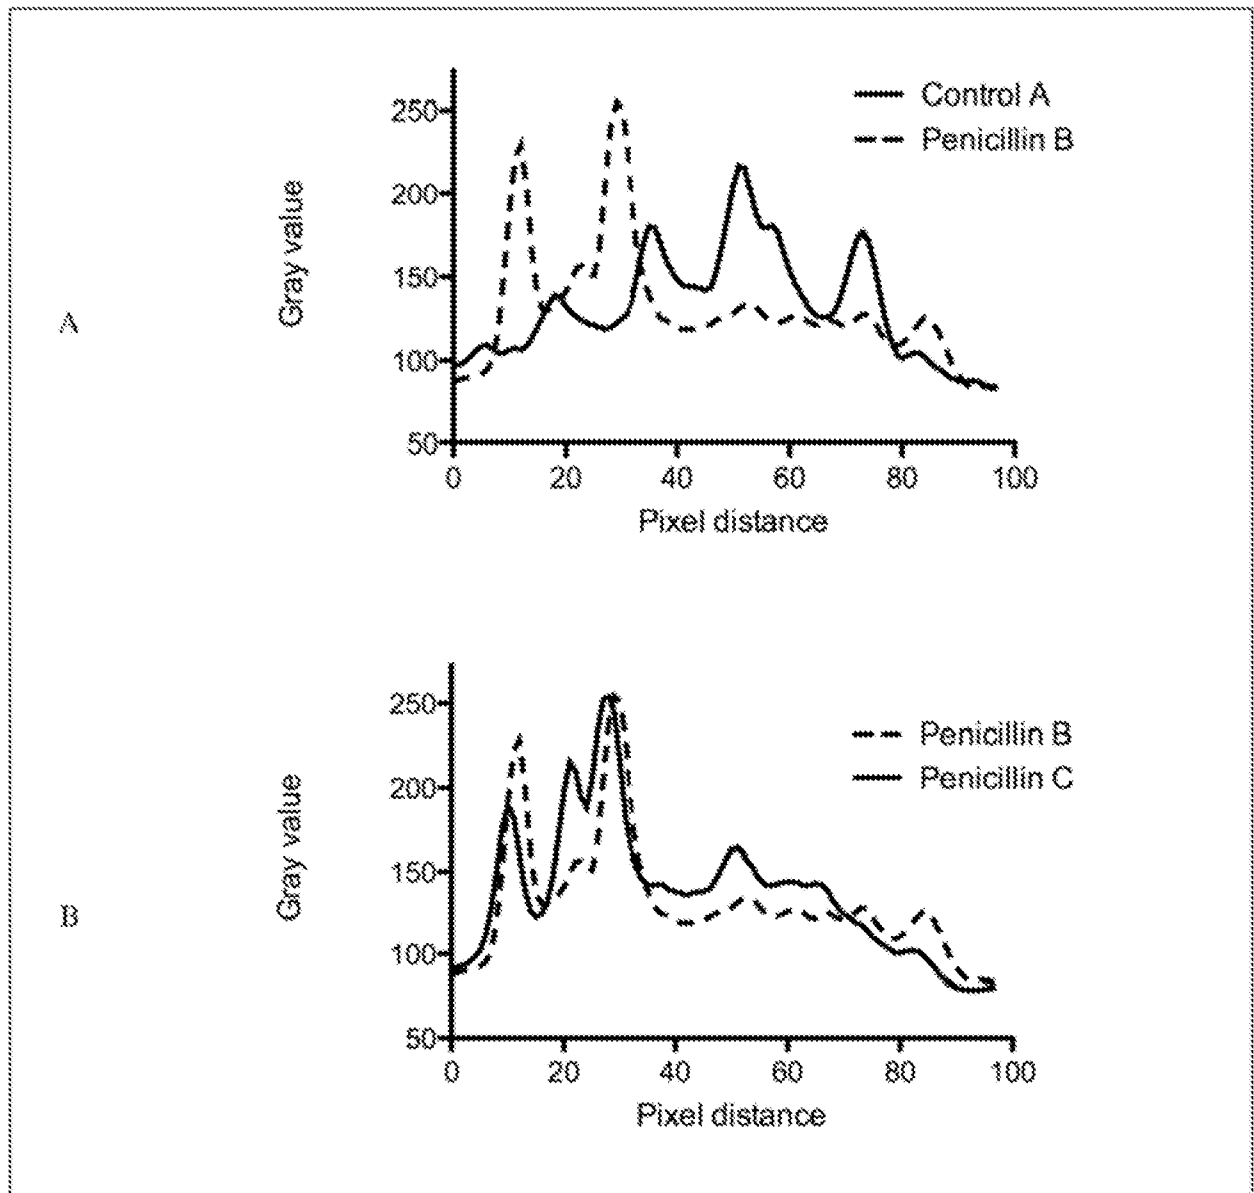 A
Gray value
250
200
150
100
50
0 20 40 60 80 100
Pixel distance
Control A
Penicillin B
B
Gray value
250
200
150
100
50
0 20 40 60 80 100
Pixel distance
Penicillin B
Penicillin C